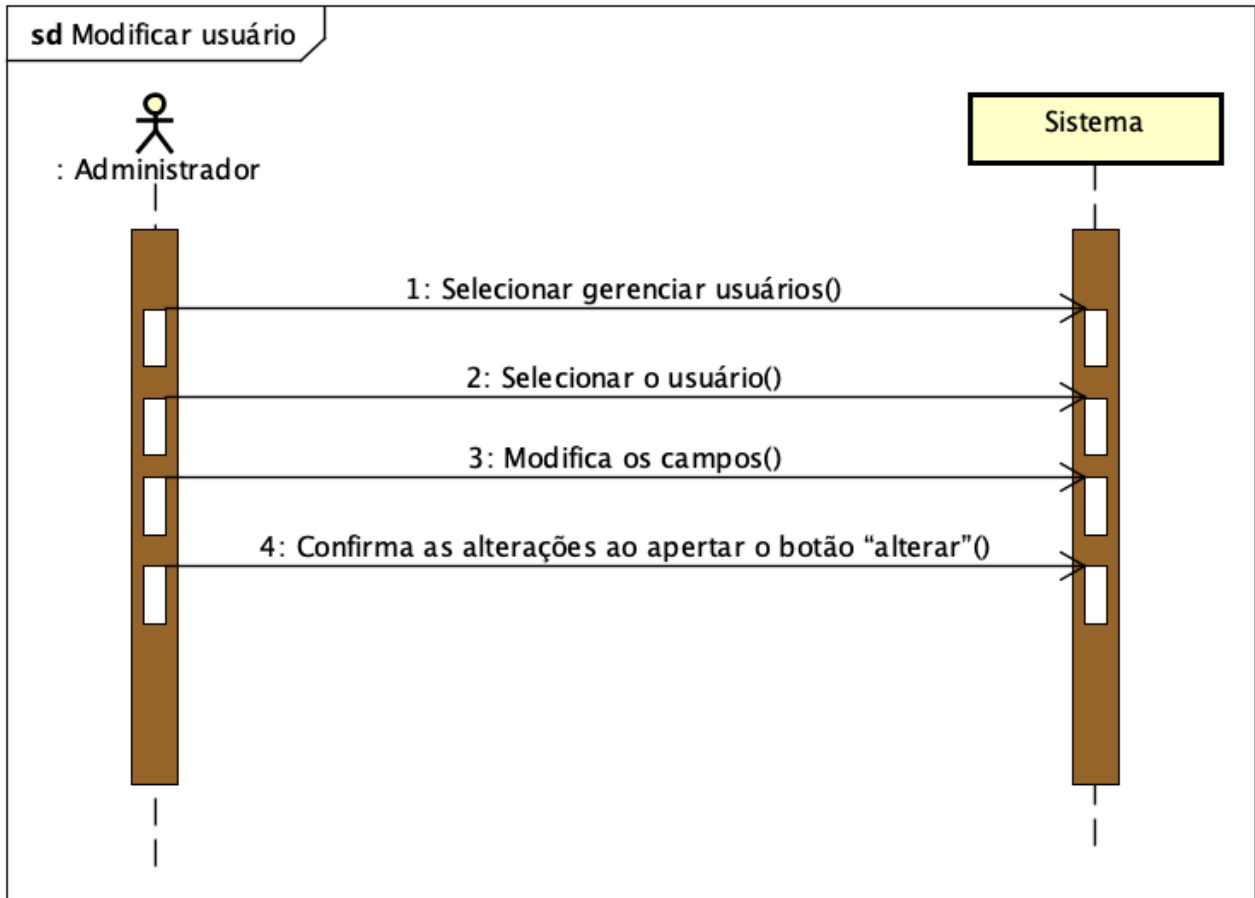 sd Modificar usuário
: Administrador
Sistema
1: Selecionar gerenciar usuários()
2: Selecionar o usuário()
3: Modifica os campos()
4: Confirma as alterações ao apertar o botão “alterar”()